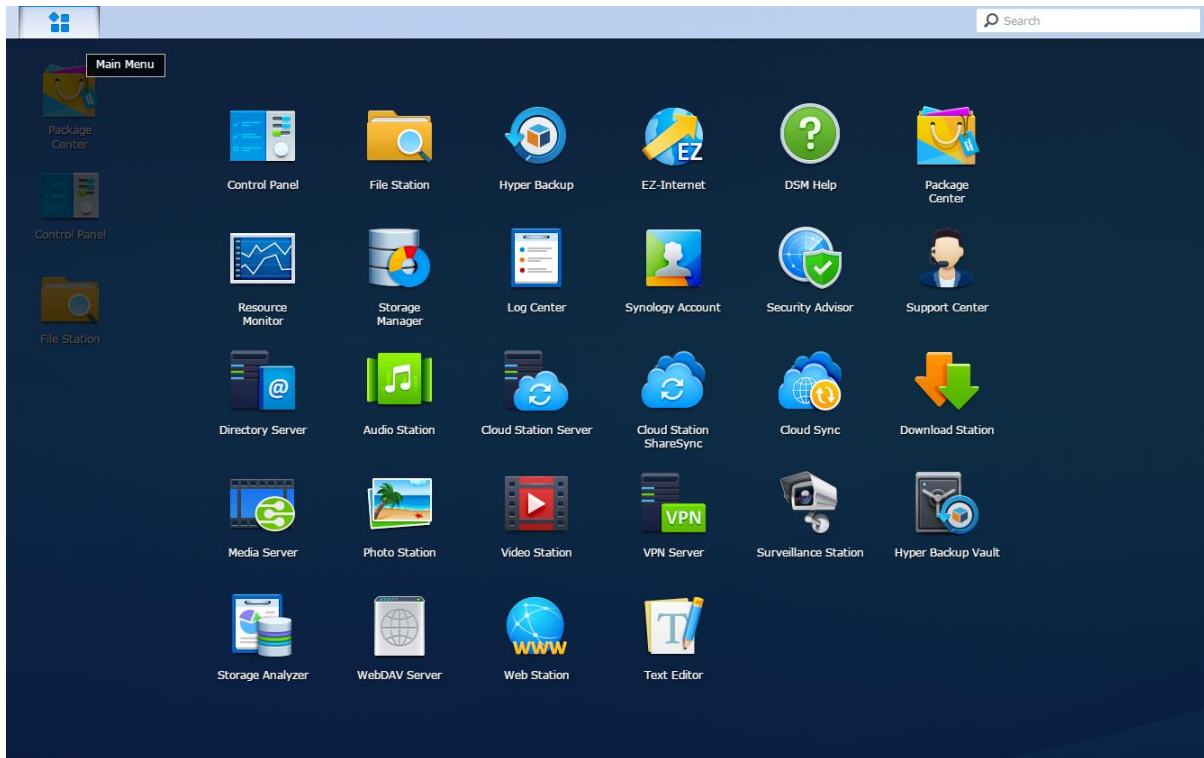 Search
Main Menu
Package
Center
Control Panel
File Station
Control Panel
File Station
Hyper Backup
EZ
EZ-Internet
?
DSM Help
Package
Center
Resource
Monitor
Storage
Manager
Log Center
Synology Account
Security Advisor
Support Center
@
Directory Server
Audio Station
Cloud Station Server
Cloud Station
ShareSync
Cloud Sync
Download Station
Media Server
Photo Station
Video Station
VPN
VPN Server
Surveillance Station
Hyper Backup Vault
Storage Analyzer
WebDAV Server
WWW
Web Station
T
Text Editor